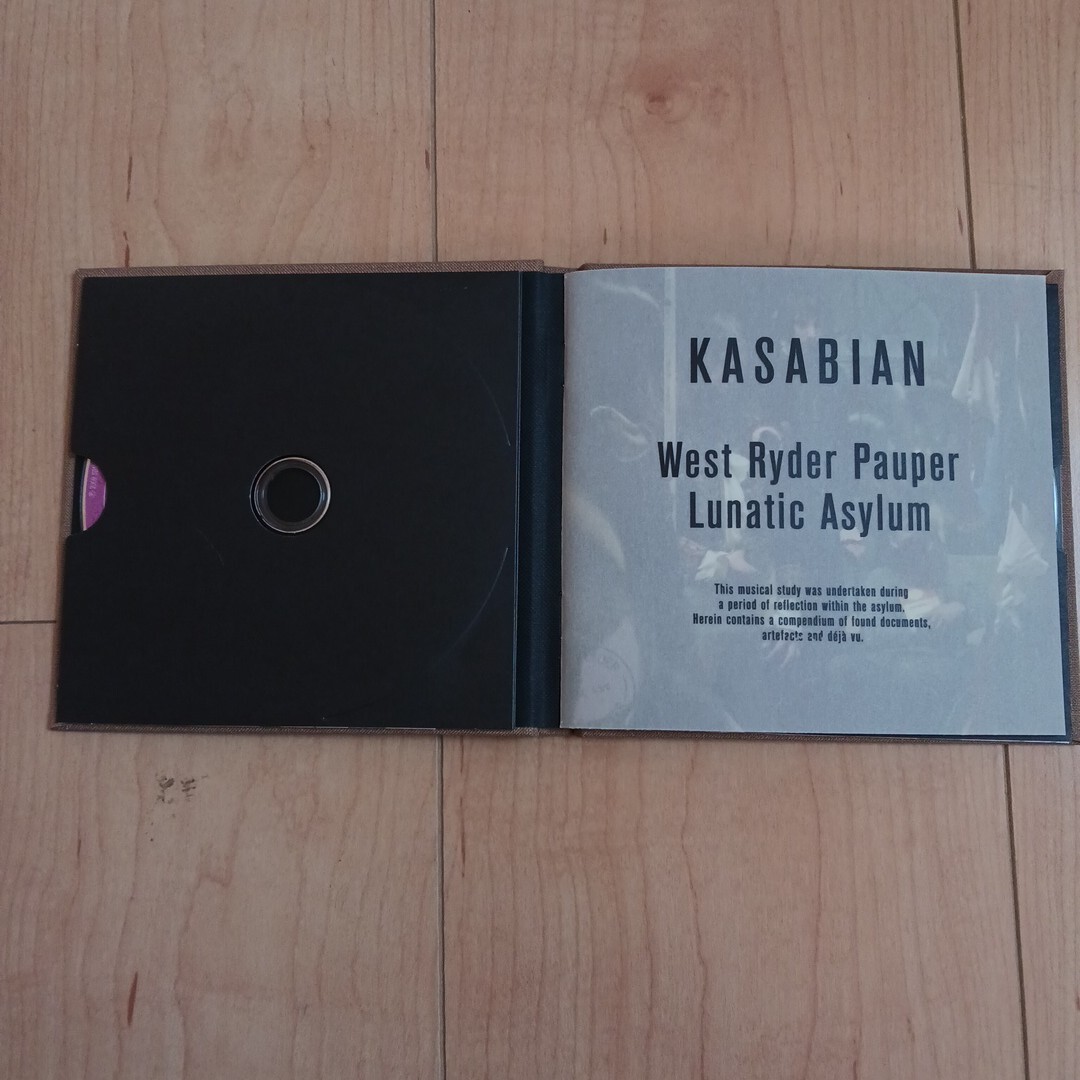 KASABIAN
West Ryder Pauper
Lunatic Asylum
This musical study was undertaken during
a period of reflection within the asylum.
Herein contains a compendium of found documents,
artefacts and déjà vu.